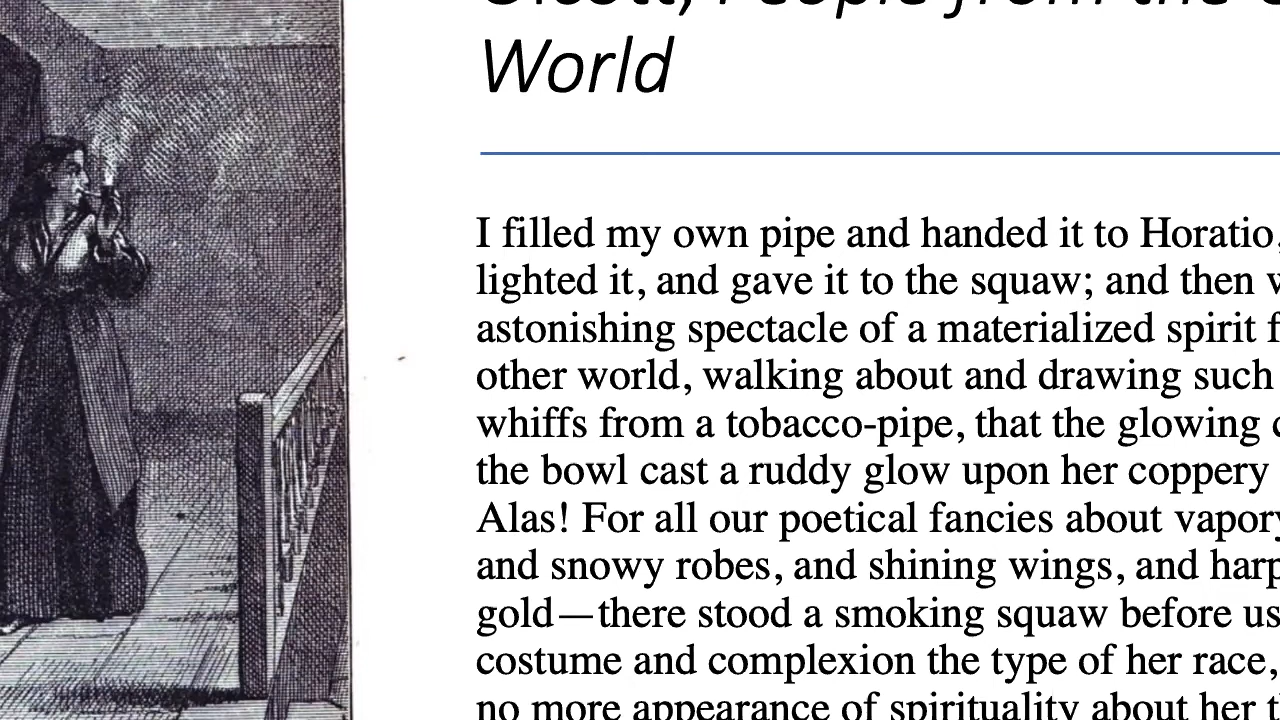 Olcott, People from the
World
I filled my own pipe and handed it to Horatio,
lighted it, and gave it to the squaw; and then
astonishing spectacle of a materialized spirit
other world, walking about and drawing such
whiffs from a tobacco-pipe, that the glowing
the bowl cast a ruddy glow upon her coppery
Alas! For all our poetical fancies about vapory
and snowy robes, and shining wings, and harp
gold—there stood a smoking squaw before us
costume and complexion the type of her race,
no more appearance of spirituality about her